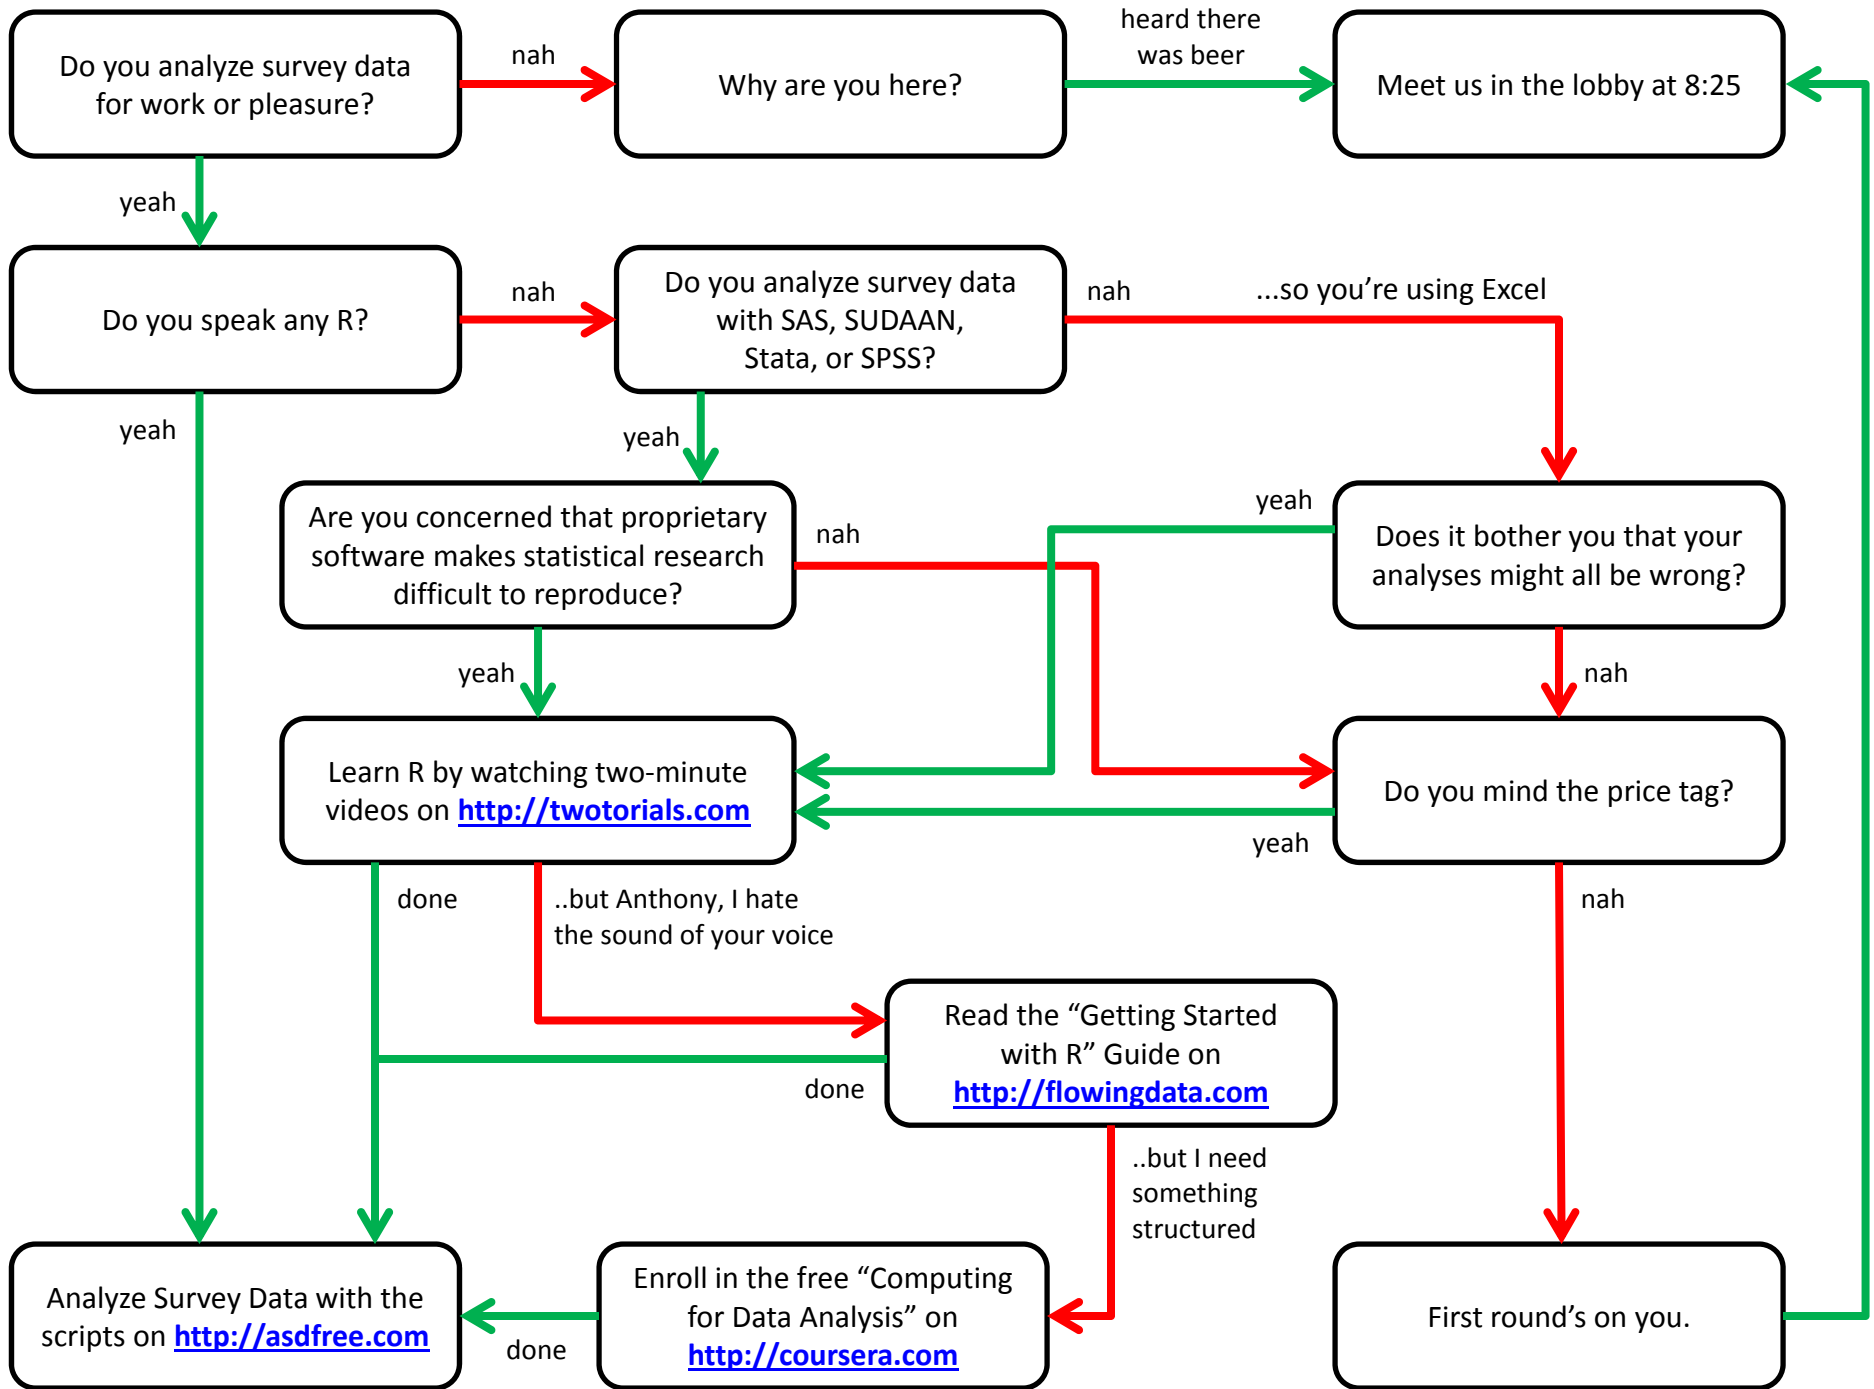 Do you analyze survey data
for work or pleasure?
nah
Why are you here?
heard there
was beer
Meet us in the lobby at 8:25
yeah
Do you speak any R?
nah
Do you analyze survey data
with SAS, SUDAAN,
Stata, or SPSS?
nah
...so you're using Excel
yeah
yeah
Are you concerned that proprietary
software makes statistical research
difficult to reproduce?
nah
yeah
Does it bother you that your
analyses might all be wrong?
yeah
nah
Learn R by watching two-minute
videos on http://twotorials.com
Do you mind the price tag?
yeah
done
..but Anthony, I hate
the sound of your voice
nah
Read the “Getting Started
with R” Guide on
http://flowingdata.com
done
..but I need
something
structured
Analyze Survey Data with the
scripts on http://asdfree.com
done
Enroll in the free “Computing
for Data Analysis” on
http://coursera.com
First round's on you.